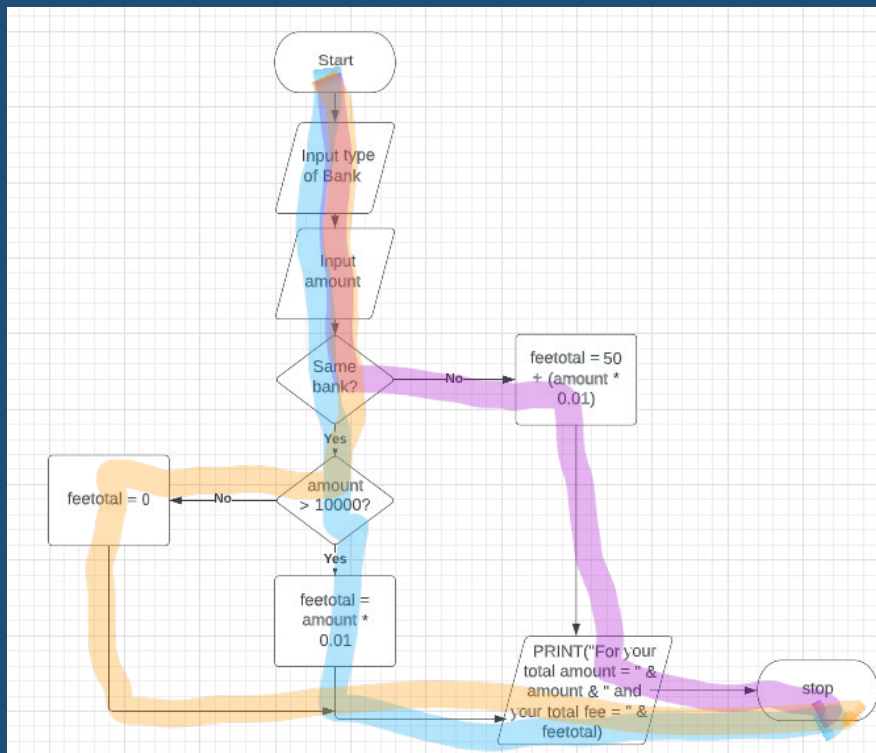 Start
Input type
of Bank
Input
amount
Same
bank?
No
feetotal = 50
+ (amount *
0.01)
Yes
amount
> 10000?
No
feetotal = 0
Yes
feetotal =
amount *
0.01
PRINT("For your
total amount = " &
amount & " and
your total fee = " &
feetotal)
stop